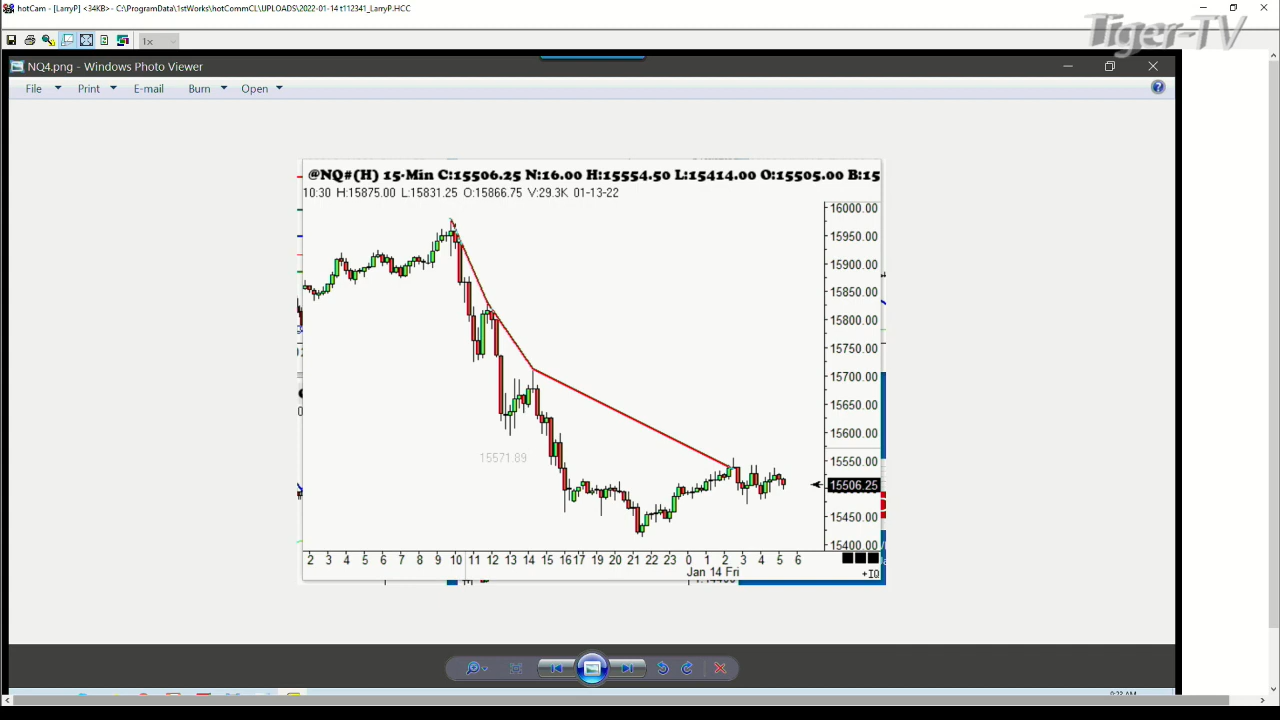 hotCam - [LarryP] <34KB> - C:\ProgramData\1stWorks\hotCommCL\UPLOADS\2022-01-14 t112341_LarryP.HCC
Tiger-TV
1x
NQ4.png - Windows Photo Viewer
File Print E-mail Burn Open
@NQ#(H) 15-Min C:15506.25 N:16.00 H:15554.50 L:15414.00 O:15505.00 B:15
10:30 H:15875.00 L:15831.25 O:15866.75 V:29.3K 01-13-22
16000.00
15950.00
15900.00
15850.00
15800.00
15750.00
15700.00
15650.00
15600.00
15571.89
15550.00
15506.25
15450.00
15400.00
2 3 4 5 6 7 8 9 10 11 12 13 14 15 16 17 18 19 20 21 22 23 0 1 2 3 4 5 6
Jan 14 Fri
+IQ